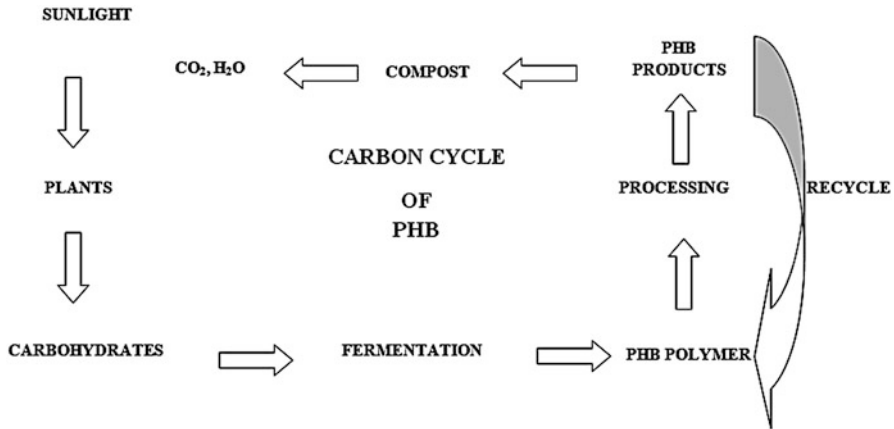 SUNLIGHT
CO₂, H₂O
COMPOST
PHB
PRODUCTS
CARBON CYCLE
OF
PHB
PLANTS
PROCESSING
RECYCLE
CARBOHYDRATES
FERMENTATION
PHB POLYMER